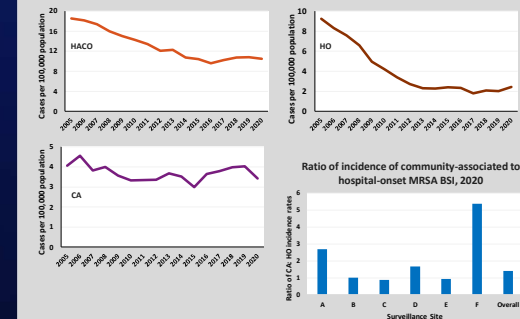 Cases per 100,000 population
20
16
12
8
4
0
HACO
2005 2006 2007 2008 2009 2010 2011 2012 2013 2014 2015 2016 2017 2018 2019 2020
Cases per 100,000 population
10
8
6
4
2
0
HO
2005 2006 2007 2008 2009 2010 2011 2012 2013 2014 2015 2016 2017 2018 2019 2020
Cases per 100,000 population
5
4
3
2
1
0
CA
2005 2006 2007 2008 2009 2010 2011 2012 2013 2014 2015 2016 2017 2018 2019 2020
Ratio of incidence of community-associated to
hospital-onset MRSA BSI, 2020
Ratio of CA: HO incidence rates
6
5
4
3
2
1
0
A B C D E F Overall
Surveillance Site